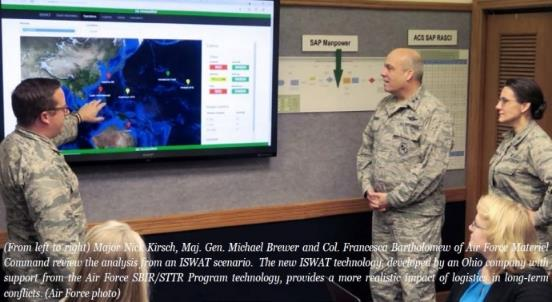 SAP Manpower
ACS SAP RASCI
(From left to right) Major Nick Kirsch, Maj. Gen. Michael Brewer and Col. Francesca Bartholomew of Air Force Materiel
Command review the analysis from an ISWAT scenario. The new ISWAT technology, developed by an Ohio company with
support from the Air Force SBIR/STTR Program technology, provides a more realistic impact of logistics in long-term
conflicts. (Air Force photo)